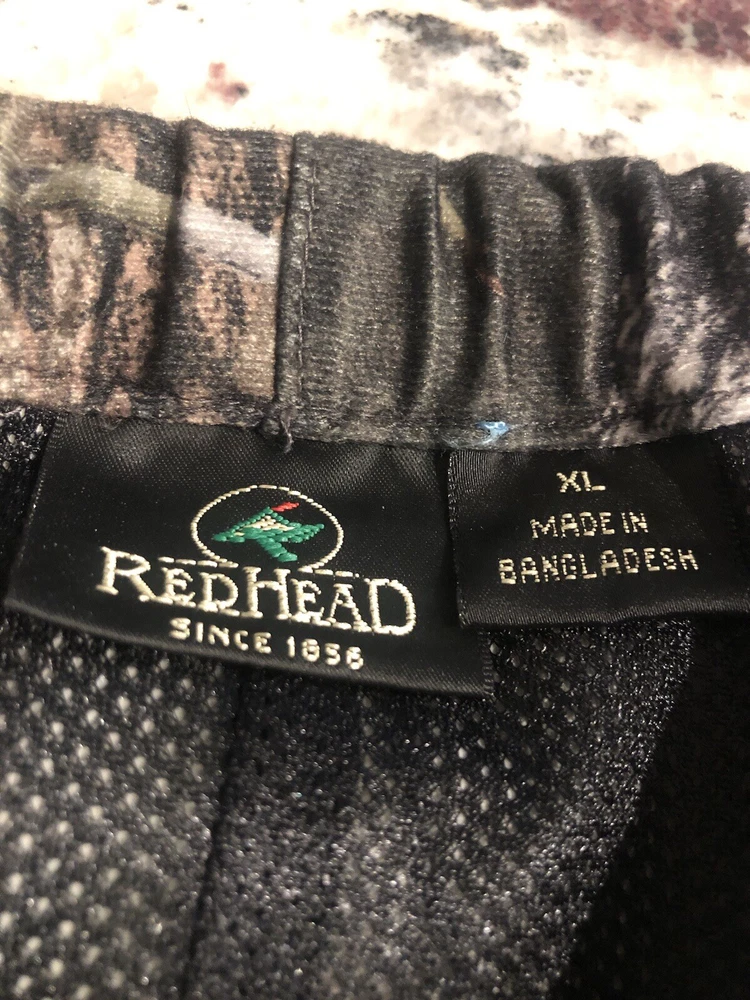 REDHEAD
SINCE 1856
XL
MADE IN
BANGLADESH